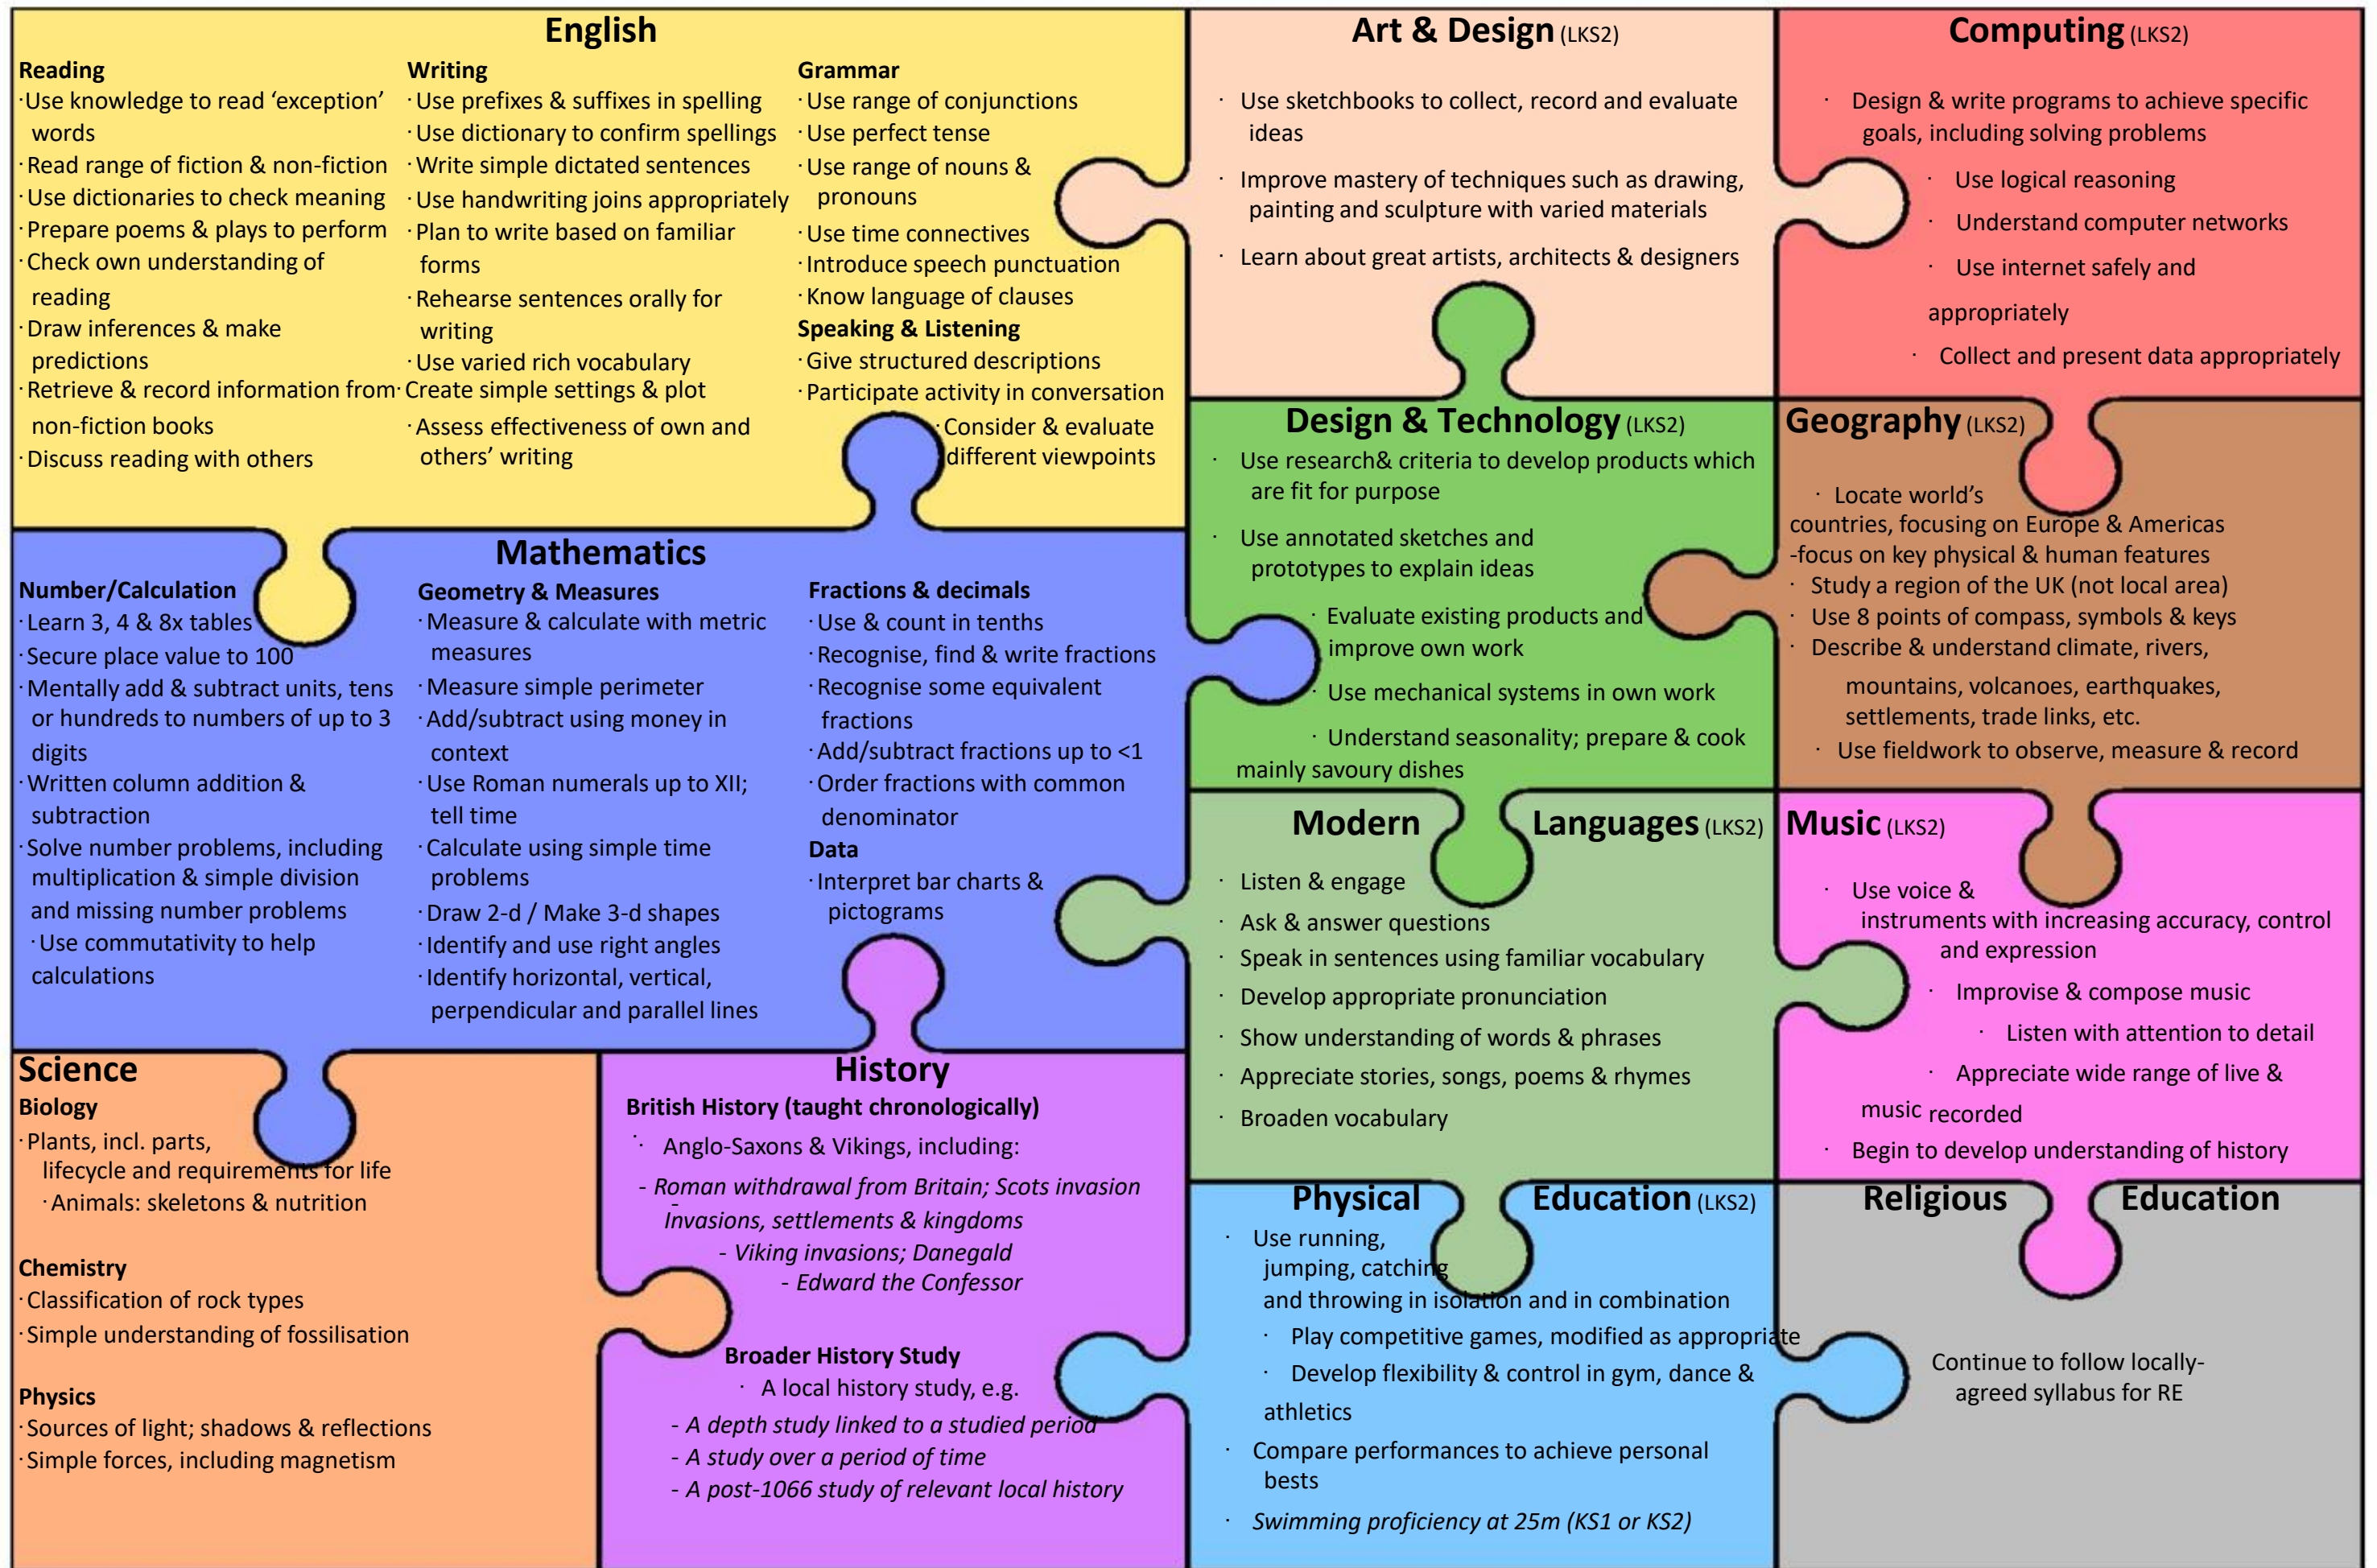 English
Reading
·Use knowledge to read ‘exception’
words
·Read range of fiction & non-fiction
·Use dictionaries to check meaning
·Prepare poems & plays to perform
·Check own understanding of
reading
·Draw inferences & make
predictions
·Retrieve & record information from
non-fiction books
·Discuss reading with others
Writing
·Use prefixes & suffixes in spelling
·Use dictionary to confirm spellings
·Write simple dictated sentences
·Use handwriting joins appropriately
·Plan to write based on familiar
forms
·Rehearse sentences orally for
writing
·Use varied rich vocabulary
·Create simple settings & plot
·Assess effectiveness of own and
others’ writing
Grammar
·Use range of conjunctions
·Use perfect tense
·Use range of nouns &
pronouns
·Use time connectives
·Introduce speech punctuation
·Know language of clauses
Speaking & Listening
·Give structured descriptions
·Participate activity in conversation
·Consider & evaluate
different viewpoints
Art & Design (LKS2)
· Use sketchbooks to collect, record and evaluate
ideas
· Improve mastery of techniques such as drawing,
painting and sculpture with varied materials
· Learn about great artists, architects & designers
Computing (LKS2)
· Design & write programs to achieve specific
goals, including solving problems
· Use logical reasoning
· Understand computer networks
· Use internet safely and
appropriately
· Collect and present data appropriately
Mathematics
Number/Calculation
·Learn 3, 4 & 8x tables
·Secure place value to 100
·Mentally add & subtract units, tens
or hundreds to numbers of up to 3
digits
·Written column addition &
subtraction
·Solve number problems, including
multiplication & simple division
and missing number problems
·Use commutativity to help
calculations
Geometry & Measures
·Measure & calculate with metric
measures
·Measure simple perimeter
·Add/subtract using money in
context
·Use Roman numerals up to XII;
tell time
·Calculate using simple time
problems
·Draw 2-d / Make 3-d shapes
·Identify and use right angles
·Identify horizontal, vertical,
perpendicular and parallel lines
Fractions & decimals
·Use & count in tenths
·Recognise, find & write fractions
·Recognise some equivalent
fractions
·Add/subtract fractions up to <1
·Order fractions with common
denominator
Data
·Interpret bar charts &
pictograms
Design & Technology (LKS2)
· Use research& criteria to develop products which
are fit for purpose
· Use annotated sketches and
prototypes to explain ideas
· Evaluate existing products and
improve own work
· Use mechanical systems in own work
· Understand seasonality; prepare & cook
mainly savoury dishes
Geography (LKS2)
· Locate world’s
countries, focusing on Europe & Americas
-focus on key physical & human features
· Study a region of the UK (not local area)
· Use 8 points of compass, symbols & keys
· Describe & understand climate, rivers,
mountains, volcanoes, earthquakes,
settlements, trade links, etc.
· Use fieldwork to observe, measure & record
Modern Languages (LKS2)
· Listen & engage
· Ask & answer questions
· Speak in sentences using familiar vocabulary
· Develop appropriate pronunciation
· Show understanding of words & phrases
· Appreciate stories, songs, poems & rhymes
· Broaden vocabulary
Music (LKS2)
· Use voice &
instruments with increasing accuracy, control
and expression
· Improvise & compose music
· Listen with attention to detail
· Appreciate wide range of live &
music recorded
· Begin to develop understanding of history
Science
Biology
·Plants, incl. parts,
lifecycle and requirements for life
·Animals: skeletons & nutrition
Chemistry
·Classification of rock types
·Simple understanding of fossilisation
Physics
·Sources of light; shadows & reflections
·Simple forces, including magnetism
History
British History (taught chronologically)
· Anglo-Saxons & Vikings, including:
- Roman withdrawal from Britain; Scots invasion
- Invasions, settlements & kingdoms
- Viking invasions; Danegald
- Edward the Confessor
Broader History Study
· A local history study, e.g.
- A depth study linked to a studied period
- A study over a period of time
- A post-1066 study of relevant local history
Physical Education (LKS2)
· Use running,
jumping, catching
and throwing in isolation and in combination
· Play competitive games, modified as appropriate
· Develop flexibility & control in gym, dance &
athletics
· Compare performances to achieve personal
bests
· Swimming proficiency at 25m (KS1 or KS2)
Religious Education
Continue to follow locally-
agreed syllabus for RE